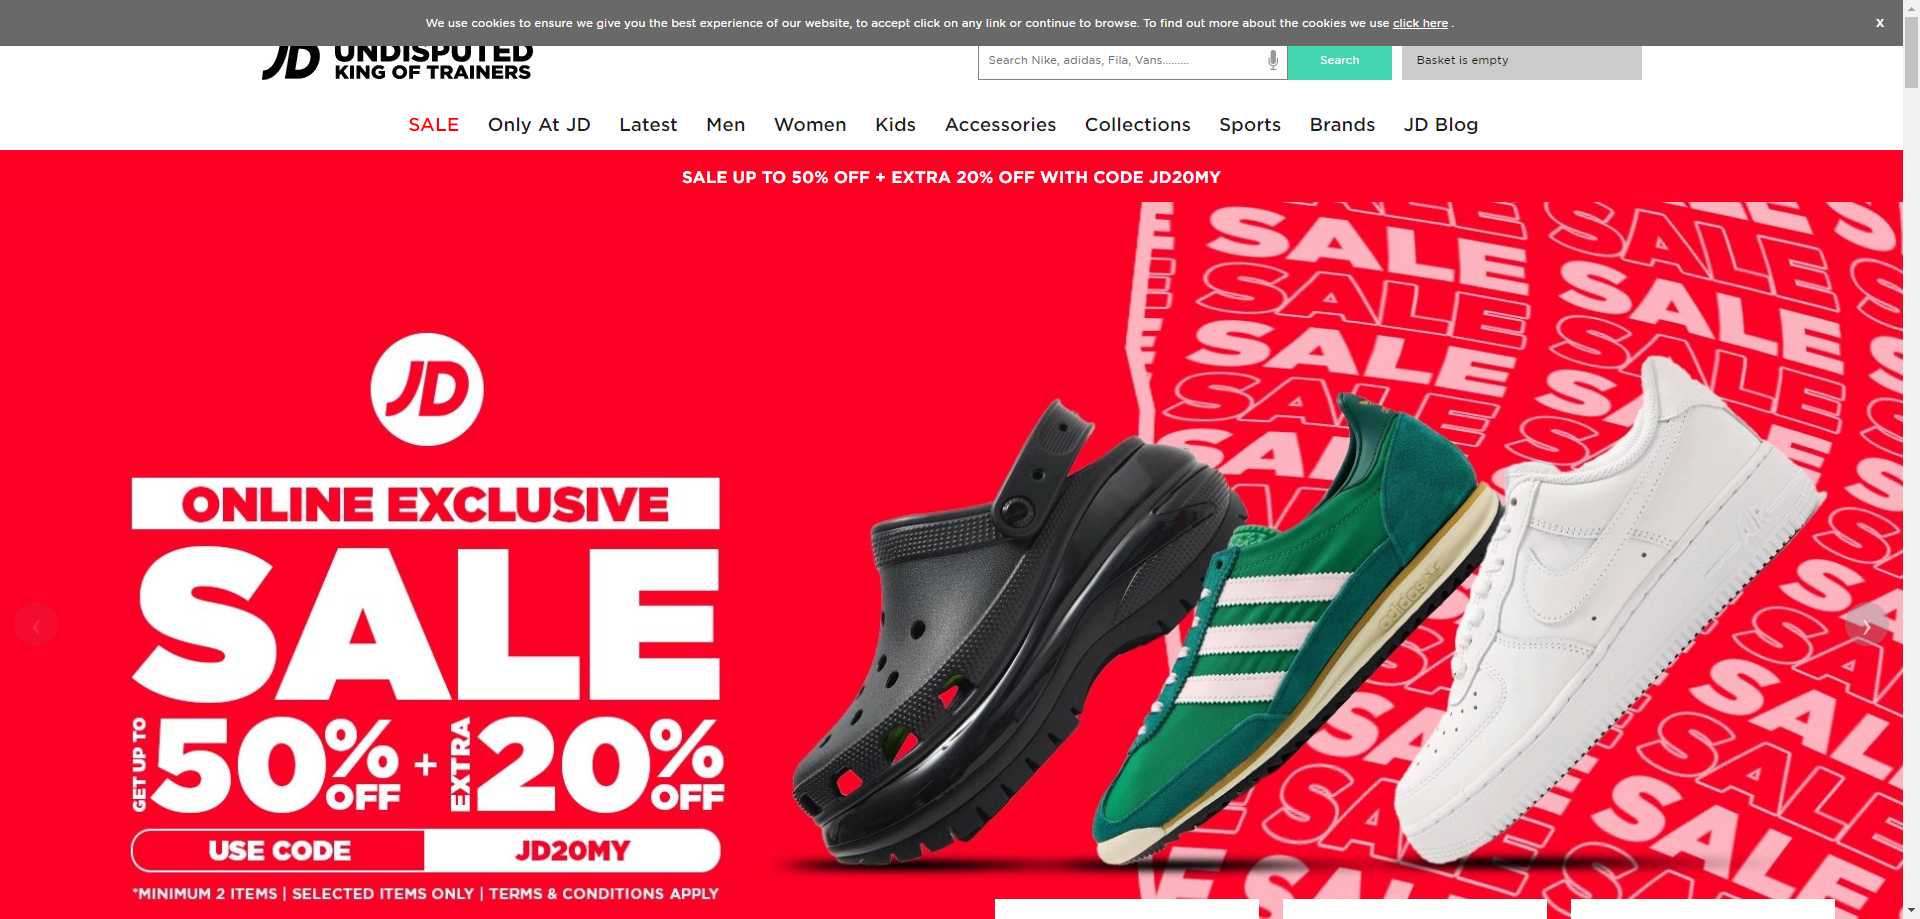 We use cookies to ensure we give you the best experience of our website, to accept click on any link or continue to browse. To find out more about the cookies we use click here .
X
JD UNDISPUTED
KING OF TRAINERS
Search Nike, adidas, Fila, Vans.........
Search
Basket is empty
SALE Only At JD Latest Men Women Kids Accessories Collections Sports Brands JD Blog
SALE UP TO 50% OFF + EXTRA 20% OFF WITH CODE JD20MY
JD
ONLINE EXCLUSIVE
SALE
GET UP TO 50% OFF + EXTRA 20% OFF
USE CODE JD20MY
*MINIMUM 2 ITEMS | SELECTED ITEMS ONLY | TERMS & CONDITIONS APPLY
SALE
SALE
SALE
SALE
SALE
SALE
SALE
SALE
adidas
AIR